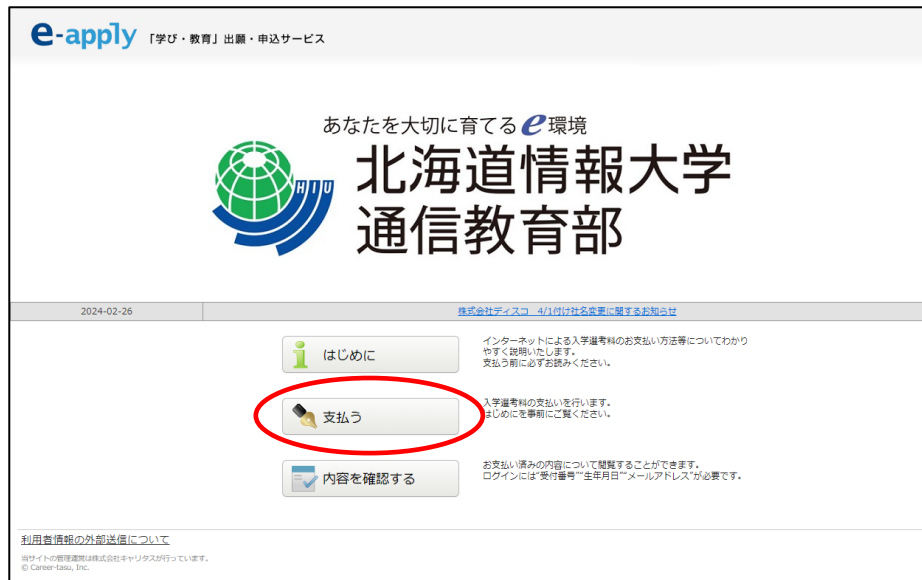 e-apply 「学び・教育」出願・申込サービス
あなたを大切に育てるe環境
HIU
北海道情報大学
通信教育部
2024-02-26 株式会社ディスコ 4/1付け社名変更に関するお知らせ
はじめに
インターネットによる入学選考料のお支払い方法等についてわかり
やすく説明いたします。
支払う前に必ずお読みください。
支払う
入学選考料の支払いを行います。
はじめにを事前にご覧ください。
内容を確認する
お支払い済みの内容について閲覧することができます。
ログインには"受付番号""生年月日""メールアドレス"が必要です。
利用者情報の外部送信について
当サイトの管理運営は株式会社キャリタスが行っています。
© Career-tasu, Inc.